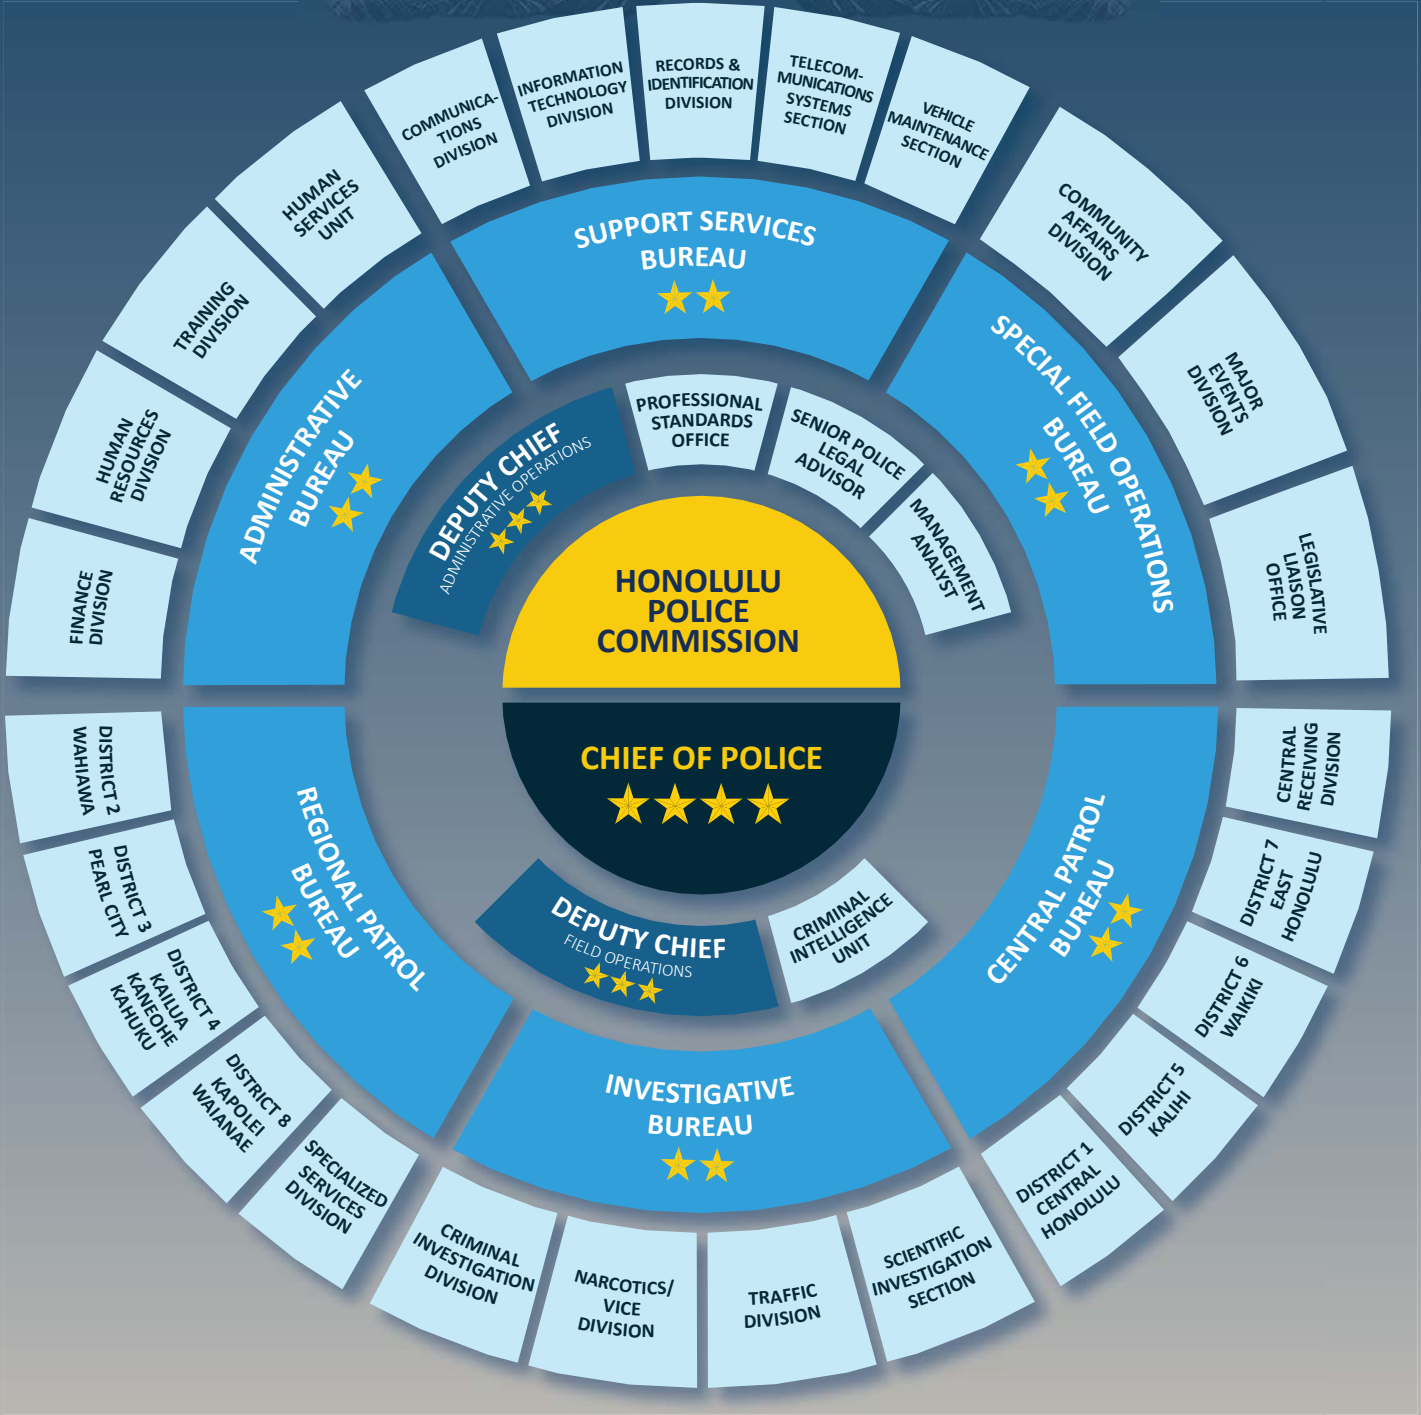 COMMUNICA-
TIONS
DIVISION
INFORMATION
TECHNOLOGY
DIVISION
RECORDS &
IDENTIFICATION
DIVISION
TELECOM-
MUNICATIONS
SYSTEMS
SECTION
VEHICLE
MAINTENANCE
SECTION
SUPPORT SERVICES
BUREAU
COMMUNITY
AFFAIRS
DIVISION
MAJOR
EVENTS
DIVISION
LEGISLATIVE
LIAISON
OFFICE
SPECIAL FIELD OPERATIONS
BUREAU
HUMAN
SERVICES
UNIT
TRAINING
DIVISION
HUMAN
RESOURCES
DIVISION
FINANCE
DIVISION
ADMINISTRATIVE
BUREAU
DEPUTY CHIEF
ADMINISTRATIVE OPERATIONS
PROFESSIONAL
STANDARDS
OFFICE
SENIOR POLICE
LEGAL
ADVISOR
MANAGEMENT
ANALYST
HONOLULU
POLICE
COMMISSION
CHIEF OF POLICE
DEPUTY CHIEF
FIELD OPERATIONS
CRIMINAL
INTELLIGENCE
UNIT
REGIONAL PATROL
BUREAU
DISTRICT 2
WAHIAWA
DISTRICT 3
PEARL CITY
DISTRICT 4
KAILUA
KANEOHE
KAHUKU
DISTRICT 8
KAPOLEI
WAIANAE
SPECIALIZED
SERVICES
DIVISION
INVESTIGATIVE
BUREAU
CRIMINAL
INVESTIGATION
DIVISION
NARCOTICS/
VICE
DIVISION
TRAFFIC
DIVISION
SCIENTIFIC
INVESTIGATION
SECTION
CENTRAL PATROL
BUREAU
CENTRAL
RECEIVING
DIVISION
DISTRICT 7
EAST
HONOLULU
DISTRICT 6
WAIKIKI
DISTRICT 5
KALIHI
DISTRICT 1
CENTRAL
HONOLULU